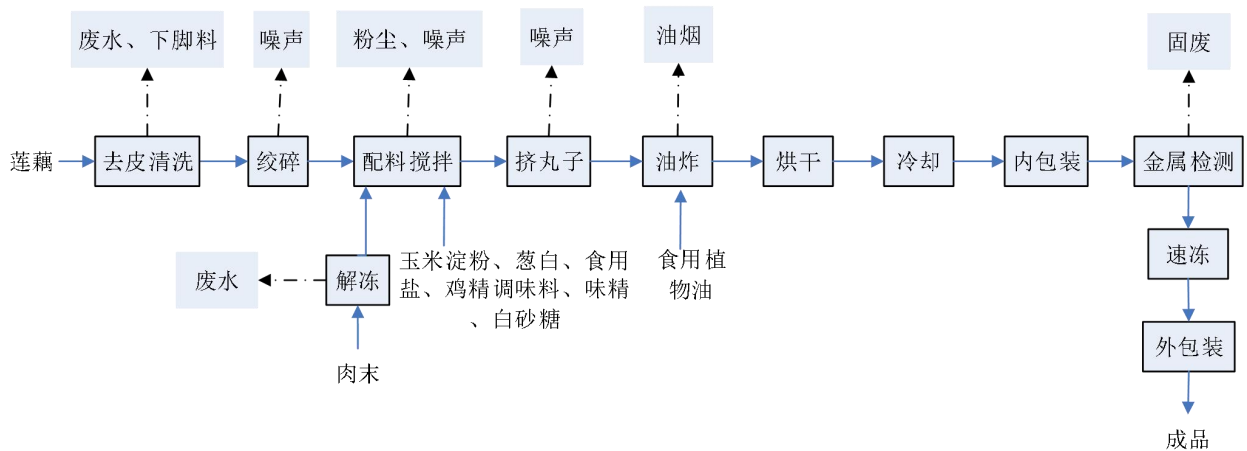 废水、下脚料
噪声
粉尘、噪声
噪声
油烟
固废
莲藕
去皮清洗
绞碎
配料搅拌
挤丸子
油炸
烘干
冷却
内包装
金属检测
废水
解冻
玉米淀粉、葱白、食用
盐、鸡精调味料、味精
、白砂糖
食用植
物油
速冻
肉末
外包装
成品